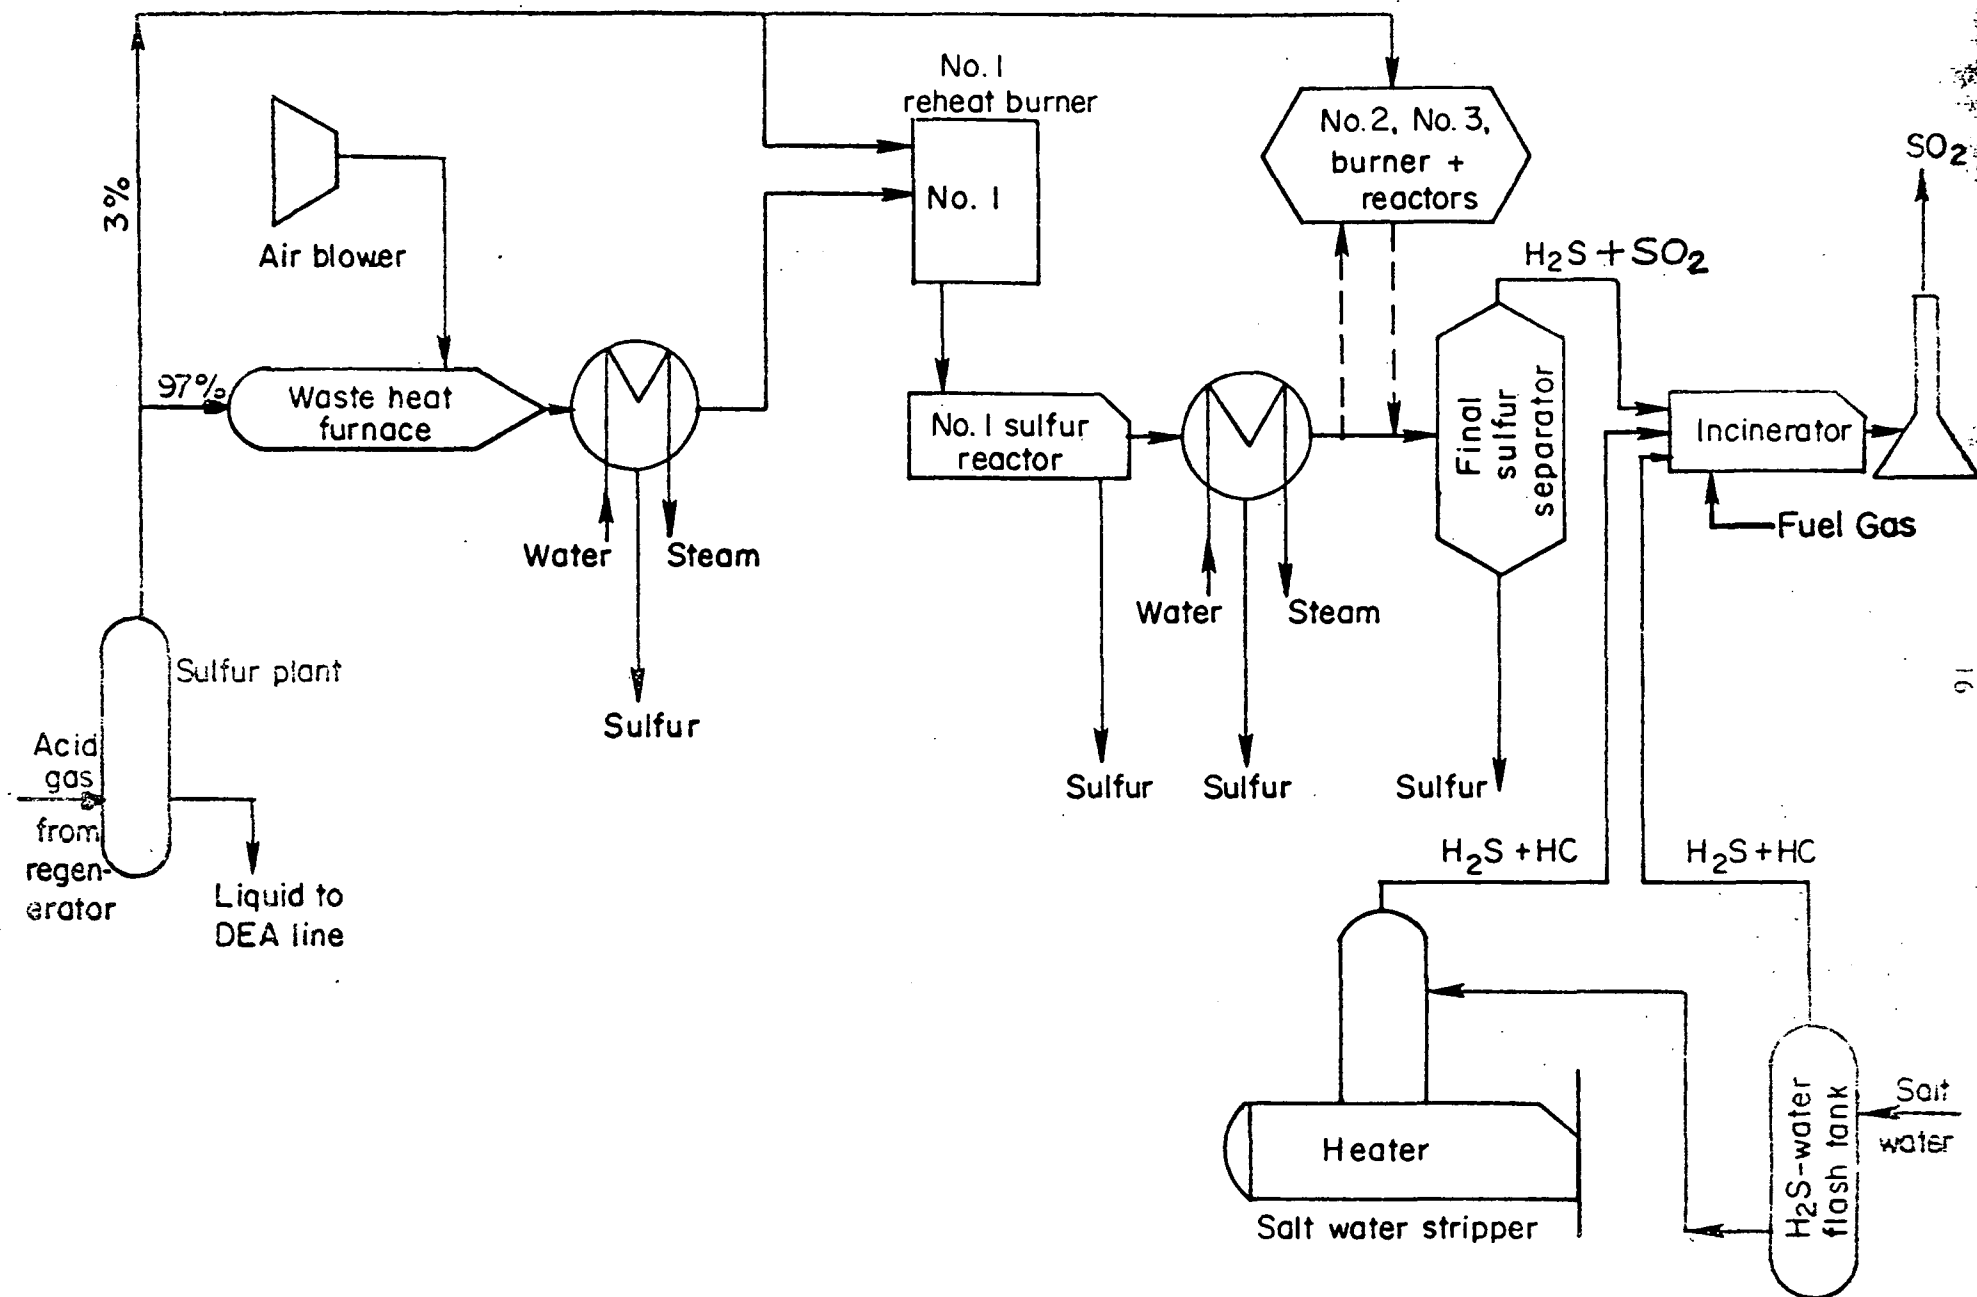 No. 1
reheat burner
No. 2, No. 3,
burner +
reactors
SO2
3%
No. 1
Air blower
H2S + SO2
97%
Waste heat
furnace
No. 1 sulfur
reactor
Final
sulfur
separator
Incinerator
Fuel Gas
Water
Steam
Water
Steam
Sulfur plant
Sulfur
16
Acid
gas
from
regen-
erator
Sulfur
Sulfur
Sulfur
Liquid to
DEA line
H2S + HC
H2S + HC
Heater
H2S-water
flash tank
Salt
water
Salt water stripper